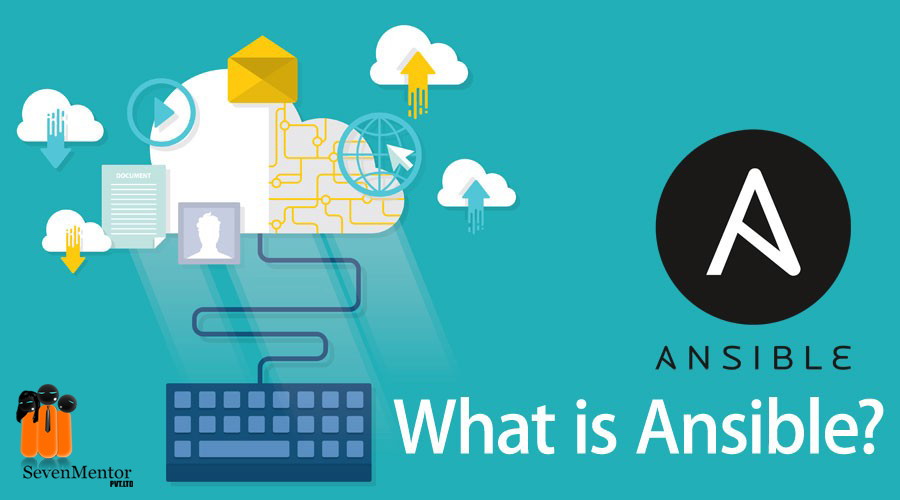 DOCUMENT
ANSIBLE
What is Ansible?
SevenMentor
PVT.LTD